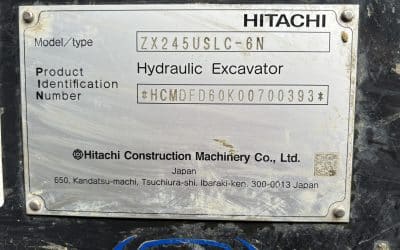 HITACHI
Model/type ZX245USLC-6N
Product Hydraulic Excavator
Identification
Number *HCMDFD60K00700393*
Hitachi Construction Machinery Co., Ltd.
Japan
650, Kandatsu-machi, Tsuchiura-shi, Ibaraki-ken, 300-0013 Japan